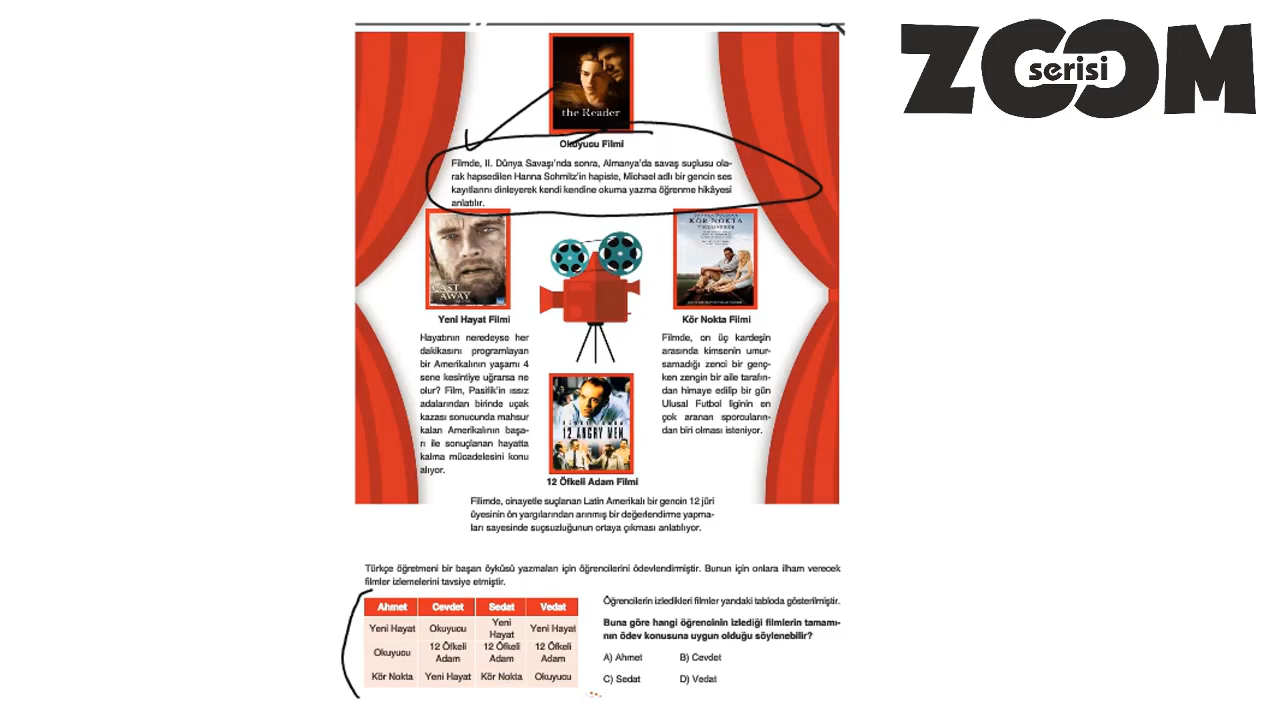 ZOOM
serisi
the Reader
Okuyucu Filmi
Filmde, II. Dünya Savaşı'nda sonra, Almanya'da savaş suçlusu ola-
rak hapsedilen Hanna Schmitz'in hapiste, Michael adlı bir gencin ses
kayıtlarını dinleyerek kendi kendine okuma yazma öğrenme hikâyesi
anlatılır.
CAST
AWAY
Yeni Hayat Filmi
Hayatının neredeyse her
dakikasını programlayan
bir Amerikalının yaşamı 4
sene kesintiye uğrarsa ne
olur? Film, Pasifik'in ıssız
adalarından birinde uçak
kazası sonucunda mahsur
kalan Amerikalının başa-
rı ile sonuçlanan hayatta
kalma mücadelesini konu
alıyor.
KÖR NOKTA
Kör Nokta Filmi
Filmde, on üç kardeşin
arasında kimsenin umur-
samadığı zenci bir genç-
ken zengin bir aile tarafın-
dan himaye edilip bir gün
Ulusal Futbol liginin en
çok aranan sporcuların-
dan biri olması isteniyor.
12 ANGRY MEN
12 Öfkeli Adam Filmi
Filimde, cinayetle suçlanan Latin Amerikalı bir gencin 12 jüri
üyesinin ön yargılarından arınmış bir değerlendirme yapma-
ları sayesinde suçsuzluğunun ortaya çıkması anlatılıyor.
Türkçe öğretmeni bir başarı öyküsü yazmaları için öğrencilerini ödevlendirmiştir. Bunun için onlara ilham verecek
filmler izlemelerini tavsiye etmiştir.
Ahmet Cevdet Sedat Vedat
Yeni Hayat Okuyucu Yeni Hayat Yeni Hayat
Okuyucu 12 Öfkeli Adam 12 Öfkeli Adam 12 Öfkeli Adam
Kör Nokta Yeni Hayat Kör Nokta Okuyucu
Öğrencilerin izledikleri filmler yandaki tabloda gösterilmiştir.
Buna göre hangi öğrencinin izlediği filmlerin tamamı-
nın ödev konusuna uygun olduğu söylenebilir?
A) Ahmet B) Cevdet
C) Sedat D) Vedat